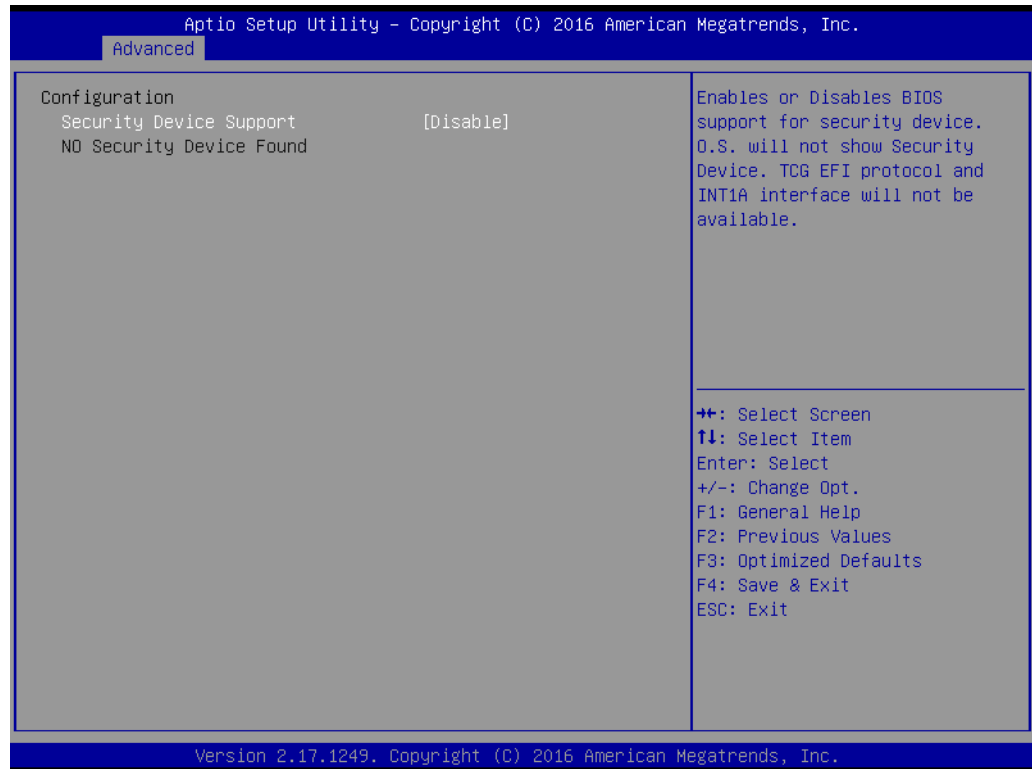 Aptio Setup Utility – Copyright (C) 2016 American Megatrends, Inc.
Advanced
Configuration
Security Device Support [Disable]
NO Security Device Found
Enables or Disables BIOS
support for security device.
O.S. will not show Security
Device. TCG EFI protocol and
INT1A interface will not be
available.
→←: Select Screen
↑↓: Select Item
Enter: Select
+/-: Change Opt.
F1: General Help
F2: Previous Values
F3: Optimized Defaults
F4: Save & Exit
ESC: Exit
Version 2.17.1249. Copyright (C) 2016 American Megatrends, Inc.